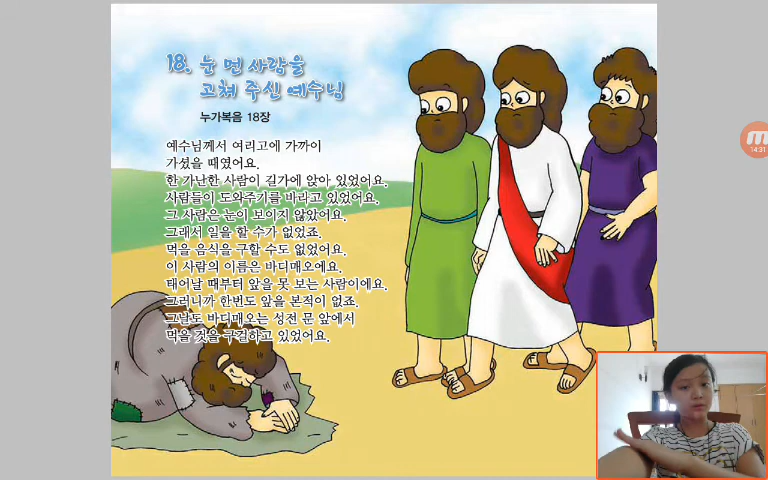 18. 눈 먼 사람을
고쳐 주신 예수님
누가복음 18장
예수님께서 여리고에 가까이
가셨을 때였어요.
한 가난한 사람이 길가에 앉아 있었어요.
사람들이 도와주기를 바라고 있었어요.
그 사람은 눈이 보이지 않았어요.
그래서 일을 할 수가 없었죠.
먹을 음식을 구할 수도 없었어요.
이 사람의 이름은 바디매오에요.
태어날 때부터 앞을 못 보는 사람이에요.
그러니까 한번도 앞을 본적이 없죠.
그날도 바디매오는 성전 문 앞에서
먹을 것을 구걸하고 있었어요.
14:31